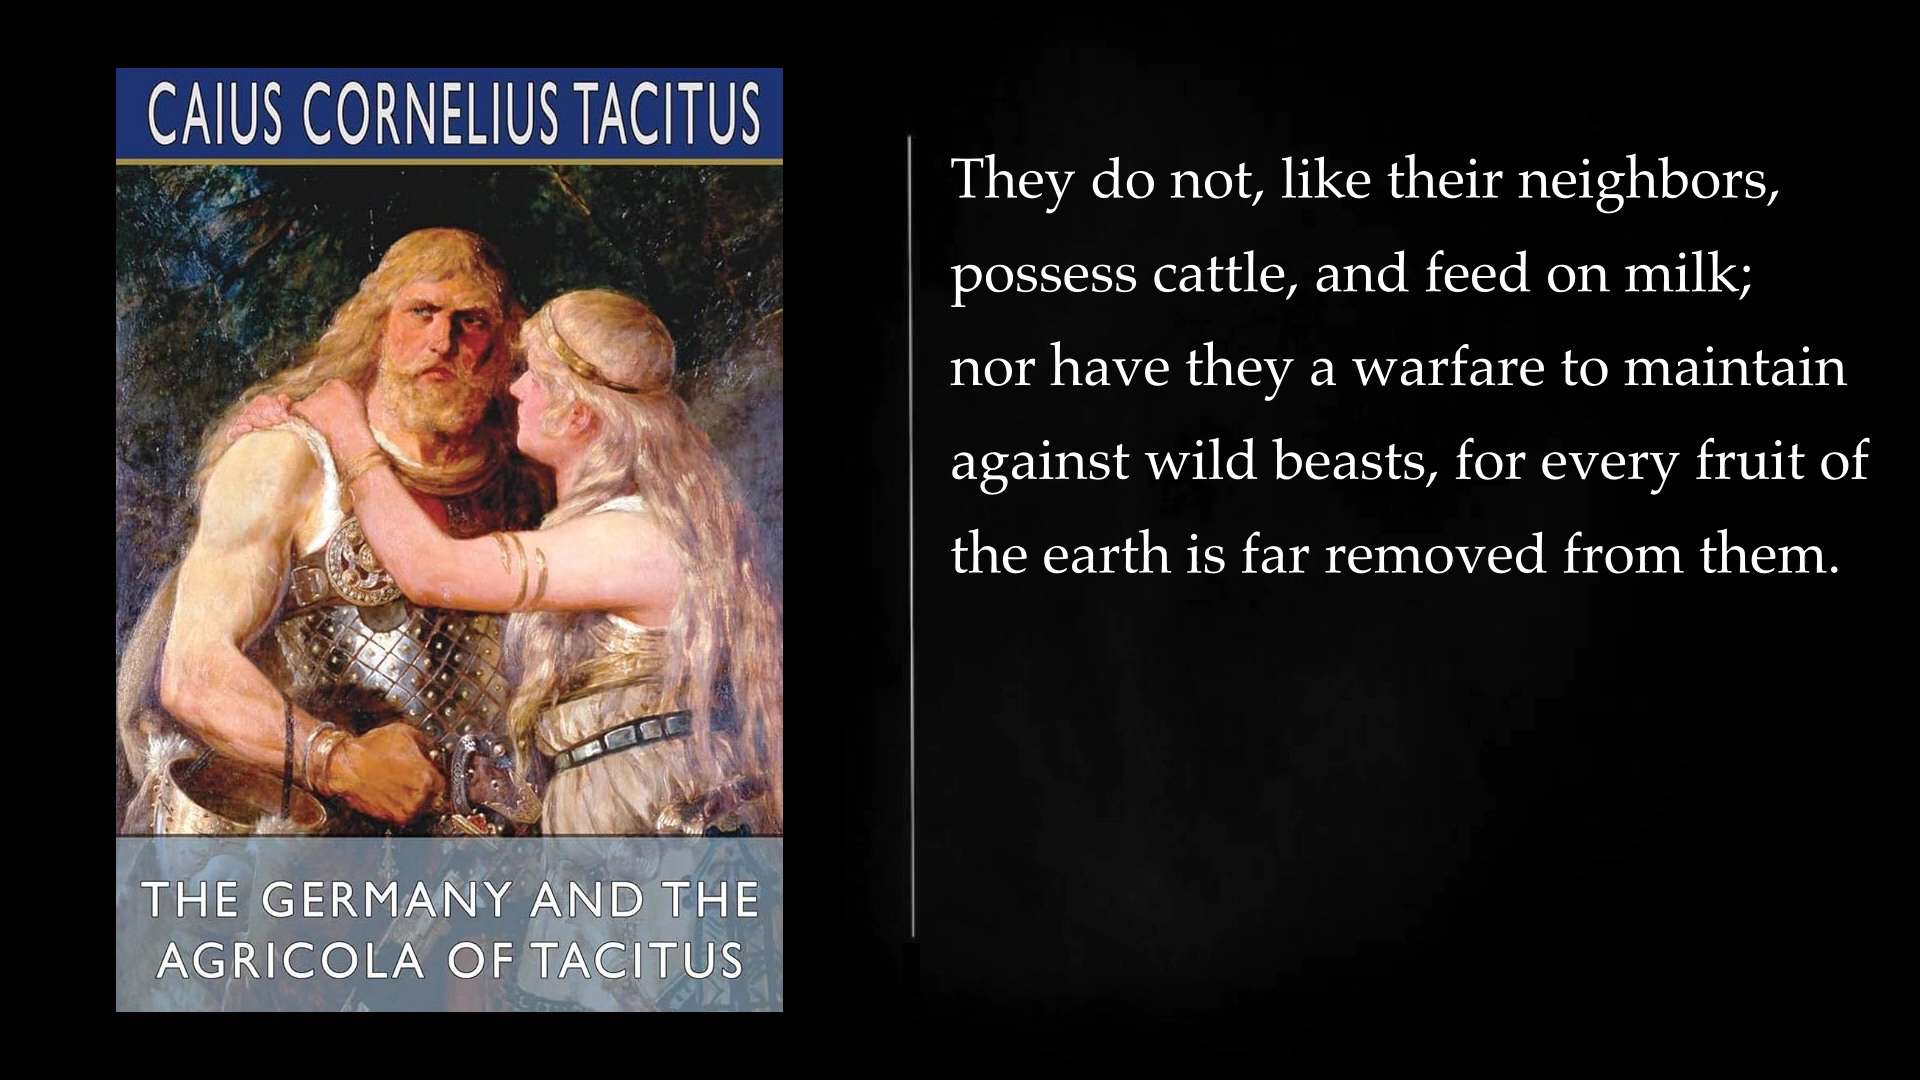 CAIUS CORNELIUS TACITUS
THE GERMANY AND THE
AGRICOLA OF TACITUS
They do not, like their neighbors,
possess cattle, and feed on milk;
nor have they a warfare to maintain
against wild beasts, for every fruit of
the earth is far removed from them.